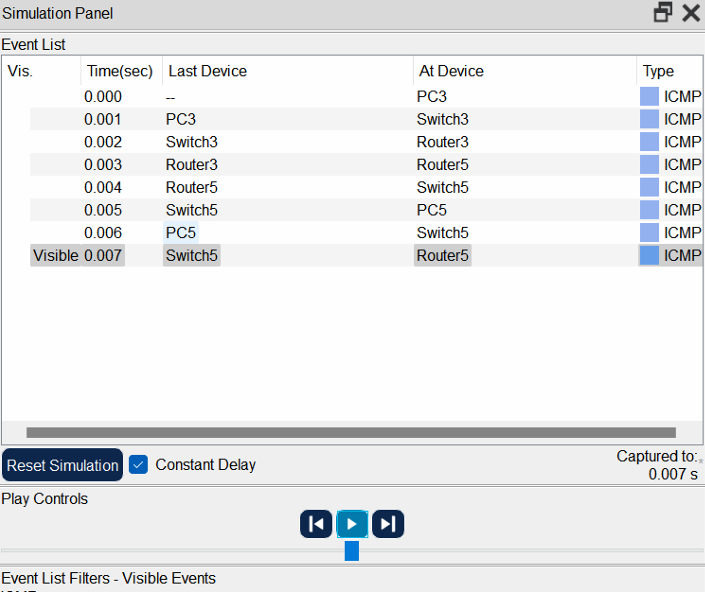 Simulation Panel
Event List
Vis. Time(sec) Last Device At Device Type
0.000 -- PC3 ICMP
0.001 PC3 Switch3 ICMP
0.002 Switch3 Router3 ICMP
0.003 Router3 Router5 ICMP
0.004 Router5 Switch5 ICMP
0.005 Switch5 PC5 ICMP
0.006 PC5 Switch5 ICMP
Visible 0.007 Switch5 Router5 ICMP
Reset Simulation Constant Delay Captured to:
0.007 s
Play Controls
Event List Filters - Visible Events